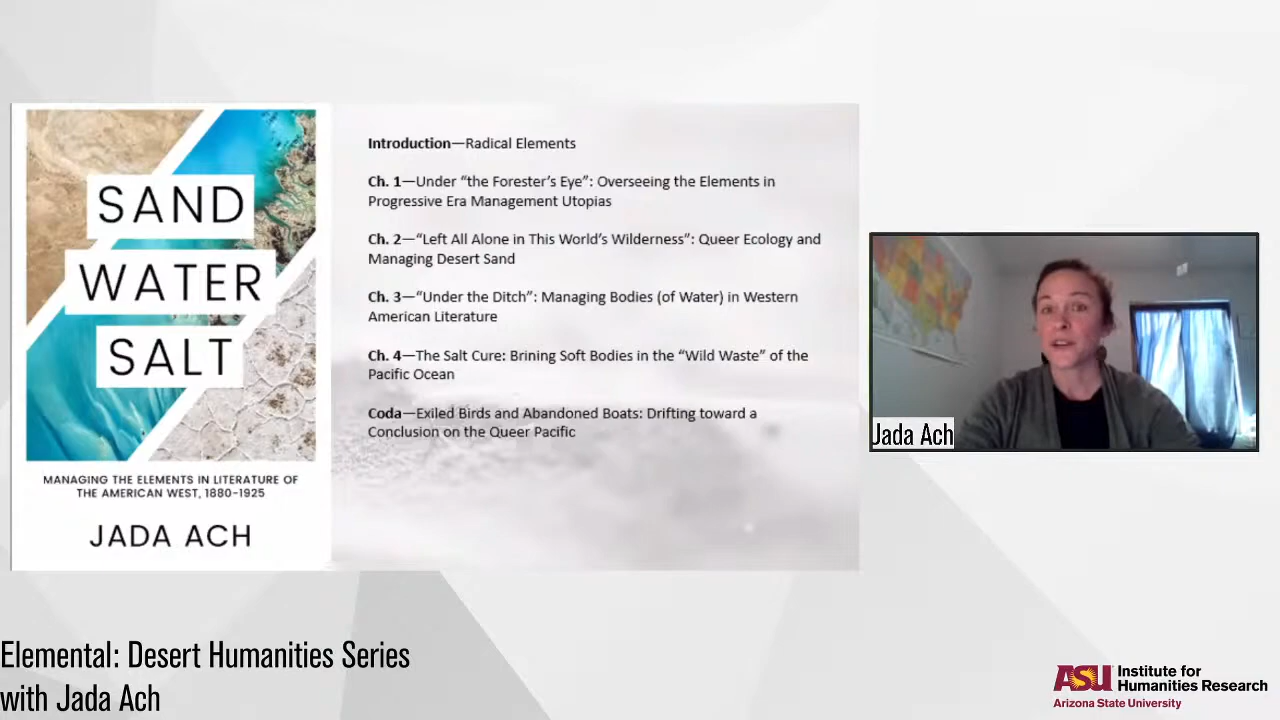 SAND
WATER
SALT
MANAGING THE ELEMENTS IN LITERATURE OF
THE AMERICAN WEST, 1880-1925
JADA ACH
Introduction—Radical Elements
Ch. 1—Under “the Forester’s Eye”: Overseeing the Elements in
Progressive Era Management Utopias
Ch. 2—“Left All Alone in This World’s Wilderness”: Queer Ecology and
Managing Desert Sand
Ch. 3—“Under the Ditch”: Managing Bodies (of Water) in Western
American Literature
Ch. 4—The Salt Cure: Brining Soft Bodies in the “Wild Waste” of the
Pacific Ocean
Coda—Exiled Birds and Abandoned Boats: Drifting toward a
Conclusion on the Queer Pacific
Jada Ach
Elemental: Desert Humanities Series
with Jada Ach
ASU Institute for
Humanities Research
Arizona State University